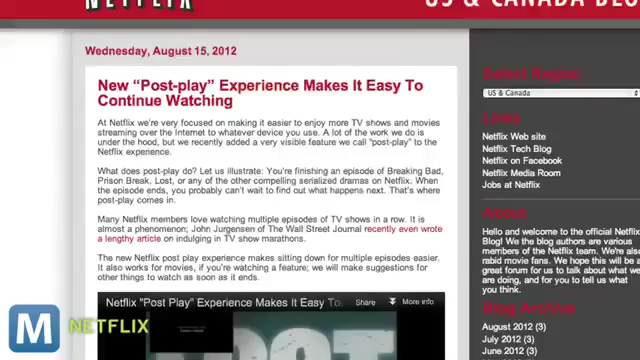 NETFLIX
US & CANADA BLO
Wednesday, August 15, 2012
New “Post-play” Experience Makes It Easy To
Continue Watching
At Netflix we're very focused on making it easier to enjoy more TV shows and movies
streaming over the Internet to whatever device you use. A lot of the work we do is
under the hood, but we recently added a very visible feature we call "post-play" to the
Netflix experience.
What does post-play do? Let us illustrate: You're finishing an episode of Breaking Bad,
Prison Break, Lost, or any of the other compelling serialized dramas on Netflix. When
the episode ends, you probably can't wait to find out what happens next. That's where
post-play comes in.
Many Netflix members love watching multiple episodes of TV shows in a row. It is
almost a phenomenon; John Jurgensen of The Wall Street Journal recently even wrote
a lengthy article on indulging in TV show marathons.
The new Netflix post play experience makes sitting down for multiple episodes easier.
It also works for movies, if you're watching a feature; we will make suggestions for
other things to watch as soon as it ends.
Netflix "Post Play" Experience Makes It Easy To...
Share
More info
LOST
Select Region
US & Canada
Links
Netflix Web site
Netflix Tech Blog
Netflix on Facebook
Netflix Media Room
Jobs at Netflix
About
Hello and welcome to the official Netflix
Blog! We the blog authors are various
members of the Netflix team. We're also
rabid movie fans. We hope this will be a
great forum for us to talk about what we
are doing, and for you to tell us what
you think.
Blog Archive
August 2012 (3)
July 2012 (3)
June 2012 (3)
M
NETFLIX